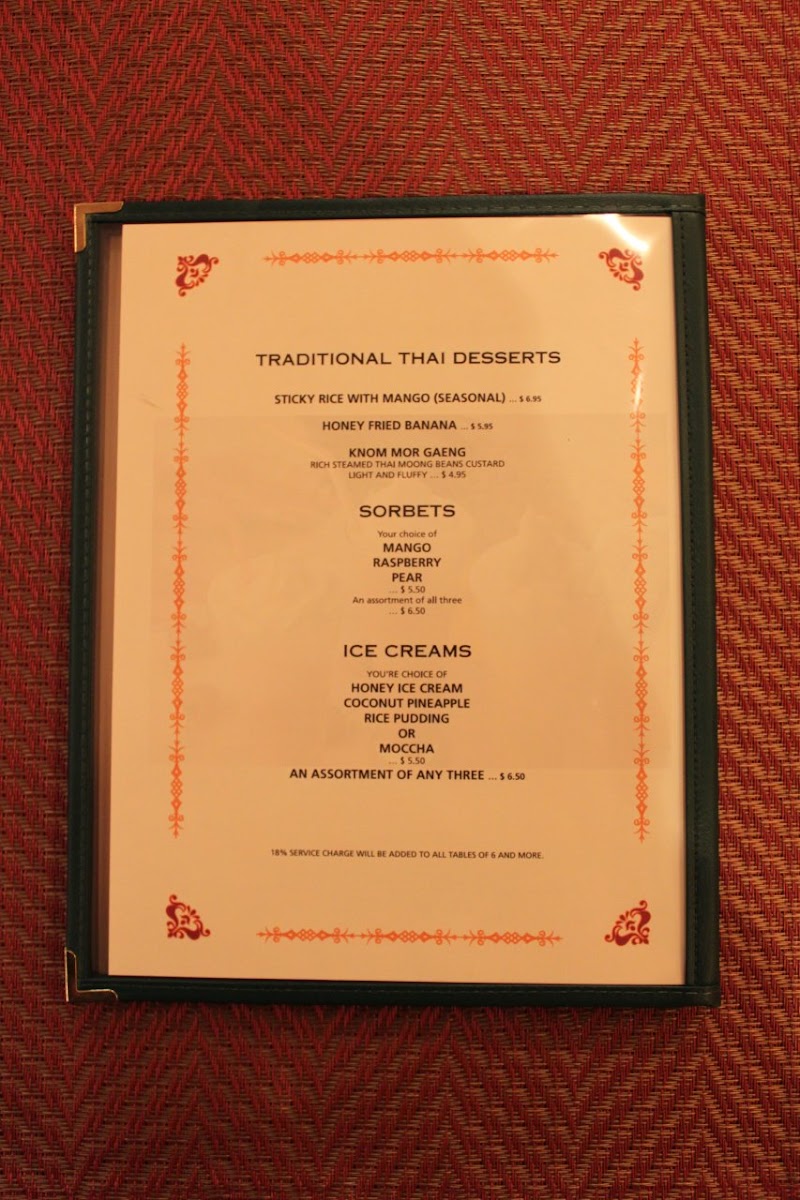 TRADITIONAL THAI DESSERTS
STICKY RICE WITH MANGO (SEASONAL) ... $ 6.95
HONEY FRIED BANANA ... $ 5.95
KNOM MOR GAENG
RICH STEAMED THAI MOONG BEANS CUSTARD
LIGHT AND FLUFFY ... $ 4.95
SORBETS
Your choice of
MANGO
RASPBERRY
PEAR
... $ 5.50
An assortment of all three
... $ 6.50
ICE CREAMS
YOU'RE CHOICE OF
HONEY ICE CREAM
COCONUT PINEAPPLE
RICE PUDDING
OR
MOCCHA
... $ 5.50
AN ASSORTMENT OF ANY THREE ... $ 6.50
18% SERVICE CHARGE WILL BE ADDED TO ALL TABLES OF 6 AND MORE.